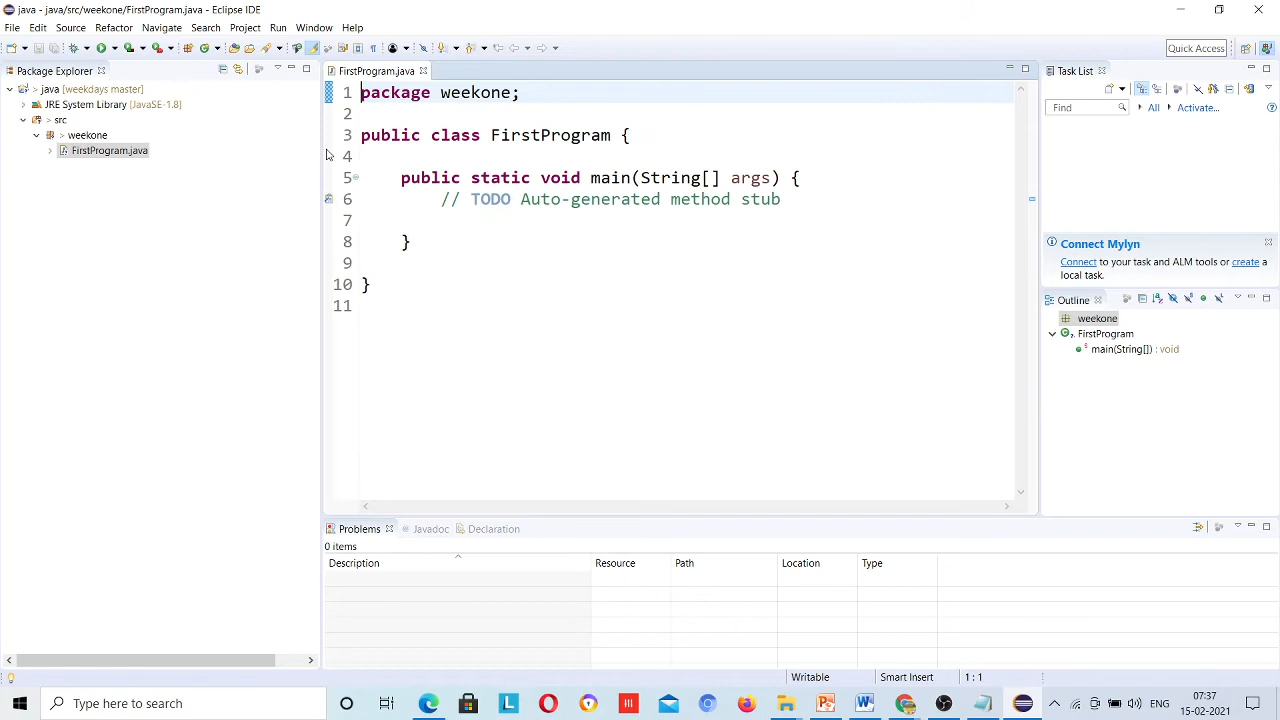 java - java/src/weekone/FirstProgram.java - Eclipse IDE
File Edit Source Refactor Navigate Search Project Run Window Help
Quick Access
Package Explorer
> java (weekdays master)
JRE System Library [JavaSE-1.8]
> src
> weekone
> FirstProgram.java
FirstProgram.java
1 package weekone;
2
3 public class FirstProgram {
4
5 public static void main(String[] args) {
6 // TODO Auto-generated method stub
7
8 }
9
10 }
11
Task List
Find All Activate...
Connect Mylyn
Connect to your task and ALM tools or create a
local task.
Outline
weekone
FirstProgram
main(String[]) : void
Problems Javadoc Declaration
0 items
Description Resource Path Location Type
Writable Smart Insert 1 : 1
Type here to search
07:37
15-02-2021